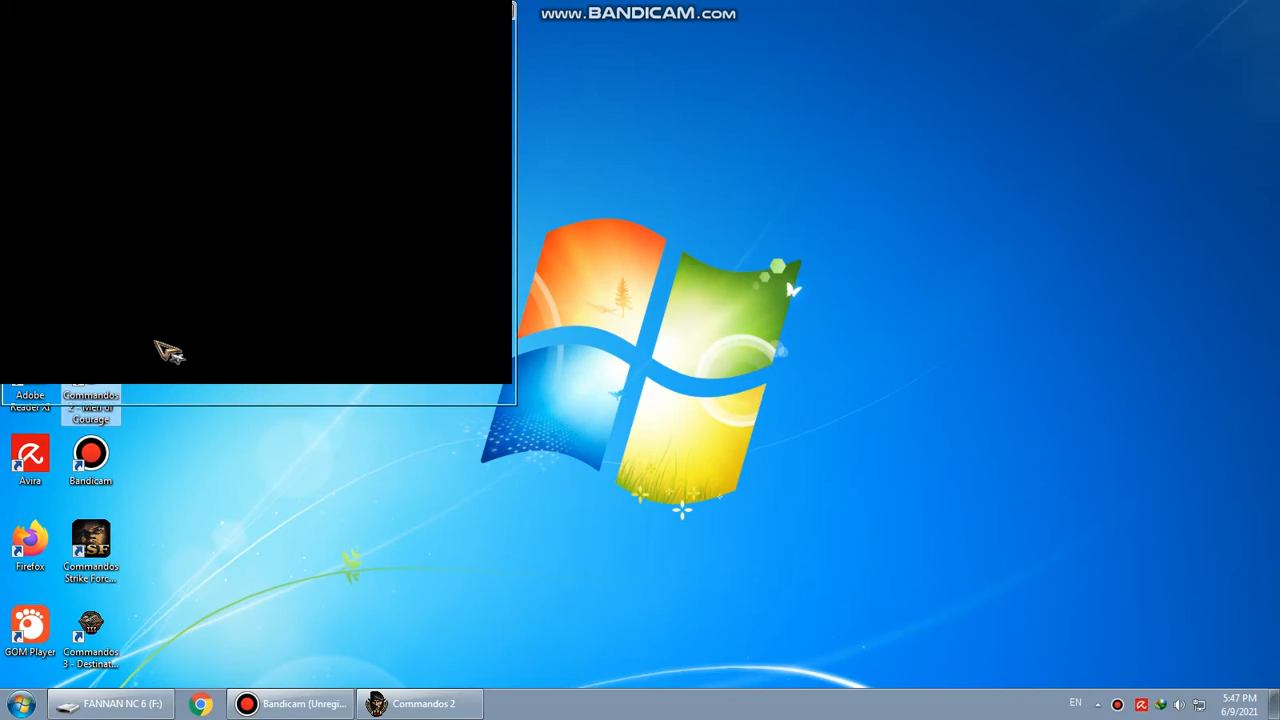 www.BANDICAM.com
Adobe
Reader XI
Commandos
2 - Men of
Courage
Avira
Bandicam
Firefox
SF
Commandos
Strike Forc...
GOM Player
Commandos
3 - Destinat...
FANNAN NC 6 (F:)
Bandicam (Unregi...
Commandos 2
EN
5:47 PM
6/9/2021